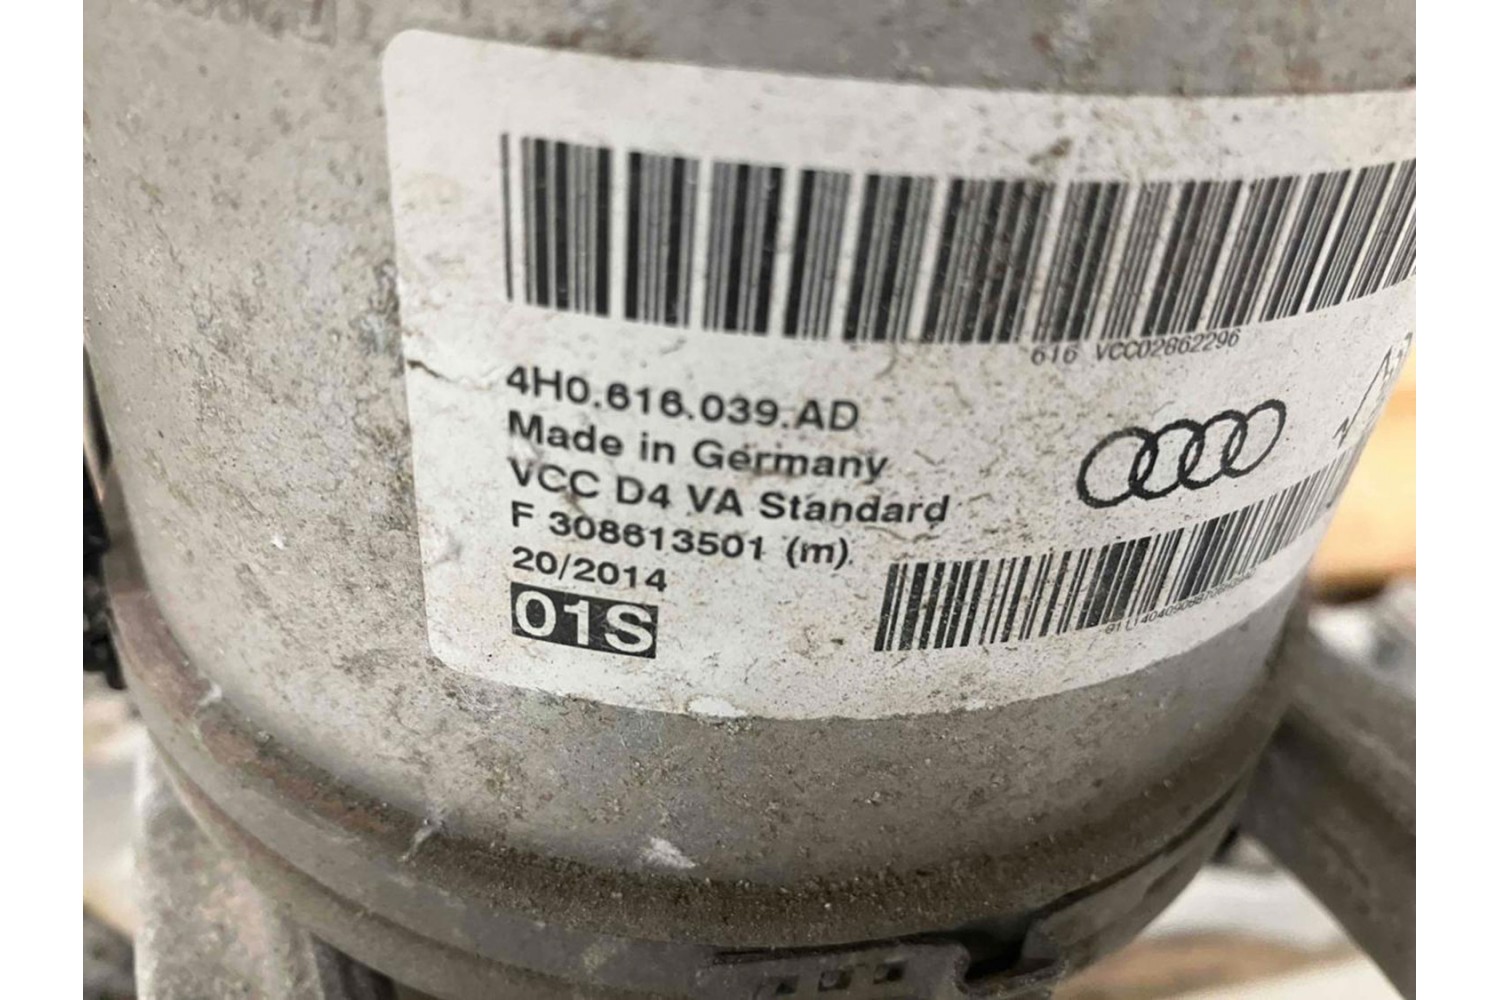 616 VCC02862296
4H0.616.039.AD
Made in Germany
VCC D4 VA Standard
F 308613501 (m)
20/2014
01S